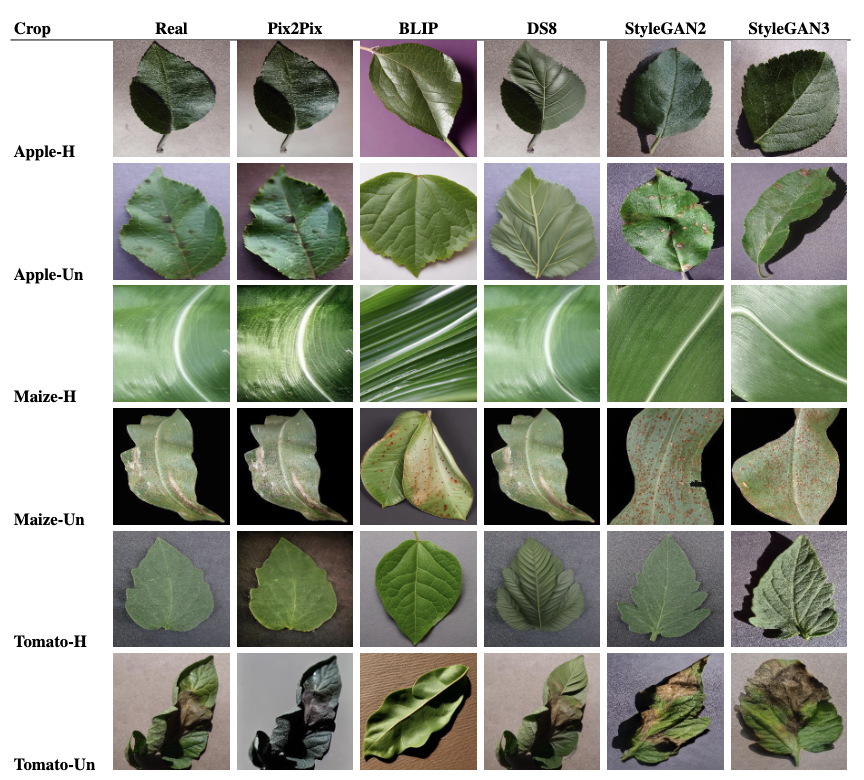 Crop Real Pix2Pix BLIP DS8 StyleGAN2 StyleGAN3
Apple-H
Apple-Un
Maize-H
Maize-Un
Tomato-H
Tomato-Un